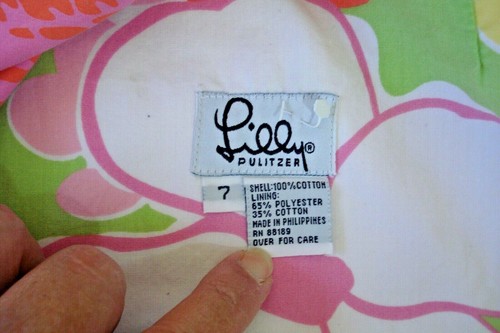 Lilly®
PULITZER
7
SHELL:100%COTTON
LINING:
65% POLYESTER
35% COTTON
MADE IN PHILIPPINES
RN 88189
OVER FOR CARE